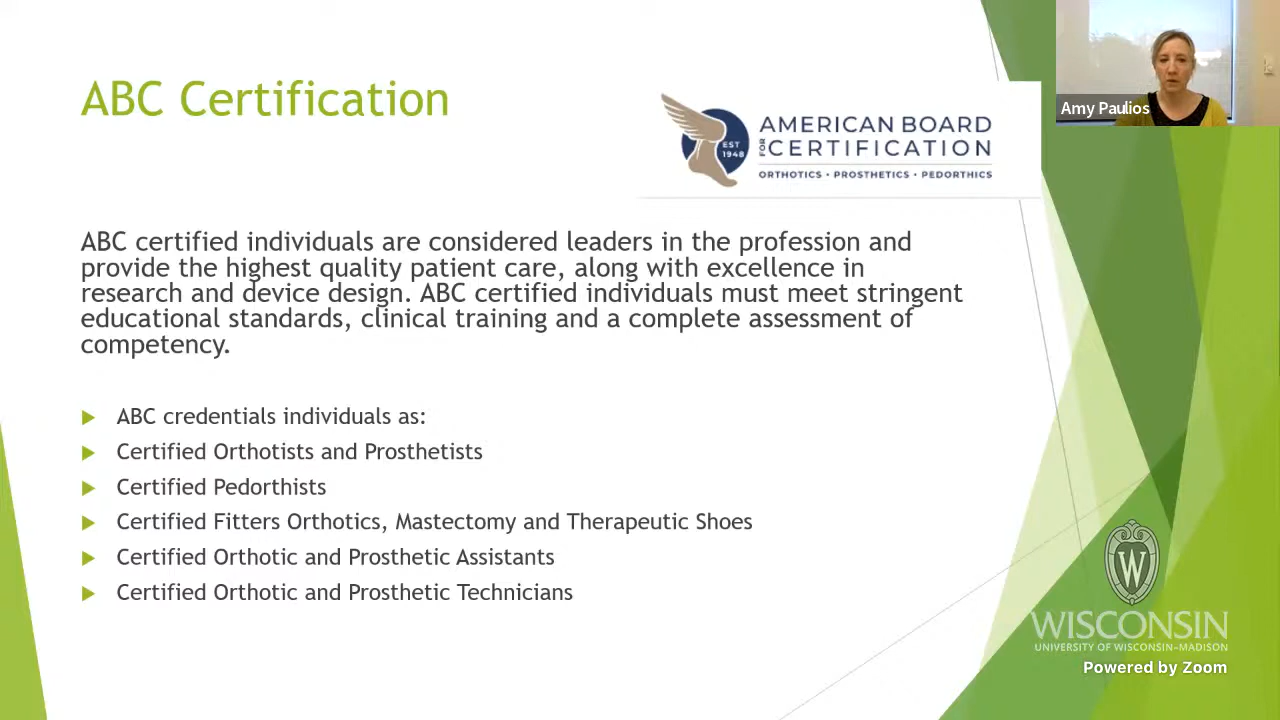 ABC Certification
EST
1948
AMERICAN BOARD
FOR
CERTIFICATION
ORTHOTICS • PROSTHETICS • PEDORTHICS
Amy Paulios
ABC certified individuals are considered leaders in the profession and
provide the highest quality patient care, along with excellence in
research and device design. ABC certified individuals must meet stringent
educational standards, clinical training and a complete assessment of
competency.
ABC credentials individuals as:
Certified Orthotists and Prosthetists
Certified Pedorthists
Certified Fitters Orthotics, Mastectomy and Therapeutic Shoes
Certified Orthotic and Prosthetic Assistants
Certified Orthotic and Prosthetic Technicians
W
WISCONSIN
UNIVERSITY OF WISCONSIN–MADISON
Powered by Zoom